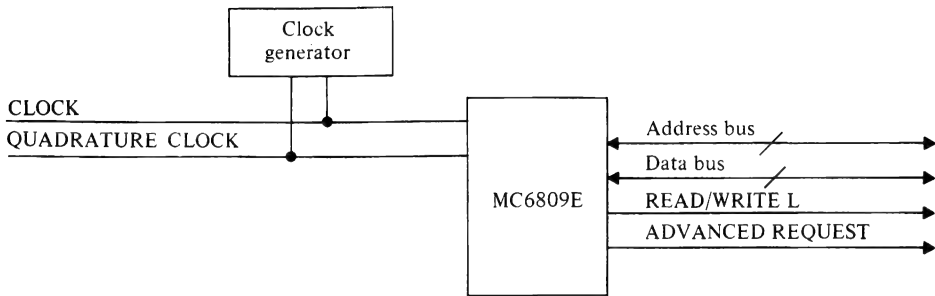 Clock
generator
CLOCK
QUADRATURE CLOCK
MC6809E
Address bus
Data bus
READ/WRITE L
ADVANCED REQUEST